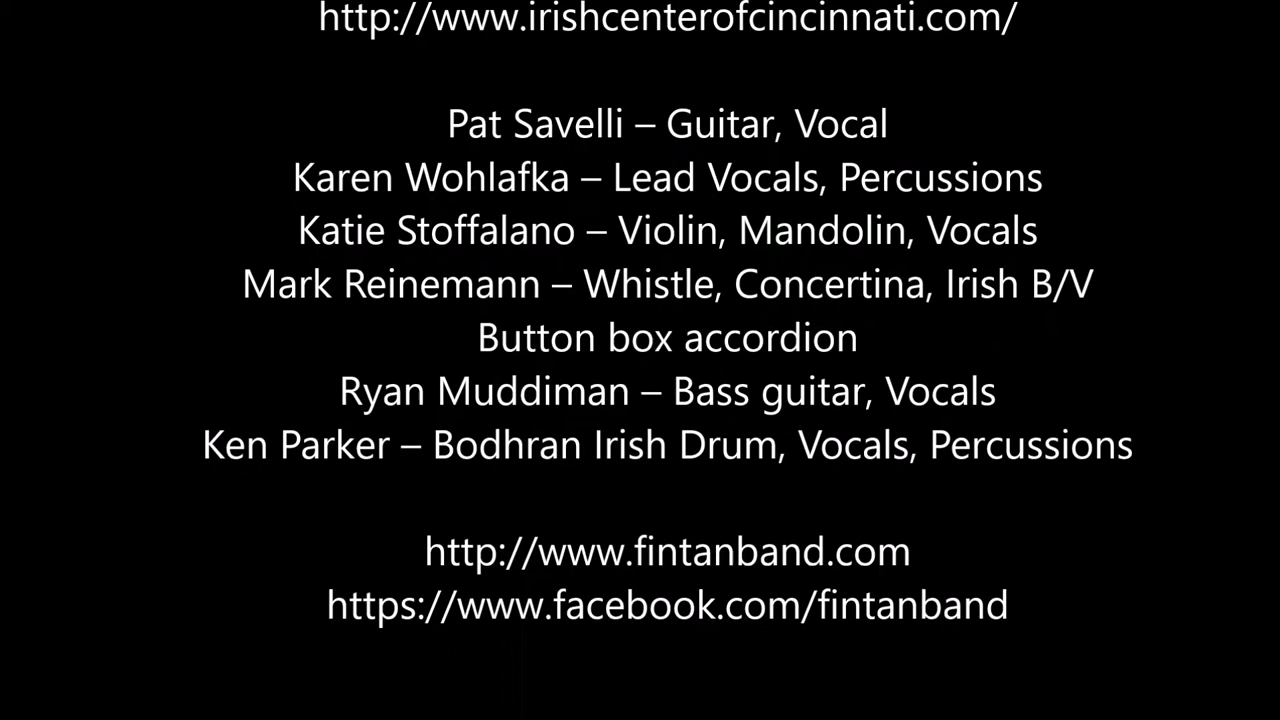 http://www.irishcenterofcincinnati.com/
Pat Savelli – Guitar, Vocal
Karen Wohlafka – Lead Vocals, Percussions
Katie Stoffalano – Violin, Mandolin, Vocals
Mark Reinemann – Whistle, Concertina, Irish B/V
Button box accordion
Ryan Muddiman – Bass guitar, Vocals
Ken Parker – Bodhran Irish Drum, Vocals, Percussions
http://www.fintanband.com
https://www.facebook.com/fintanband